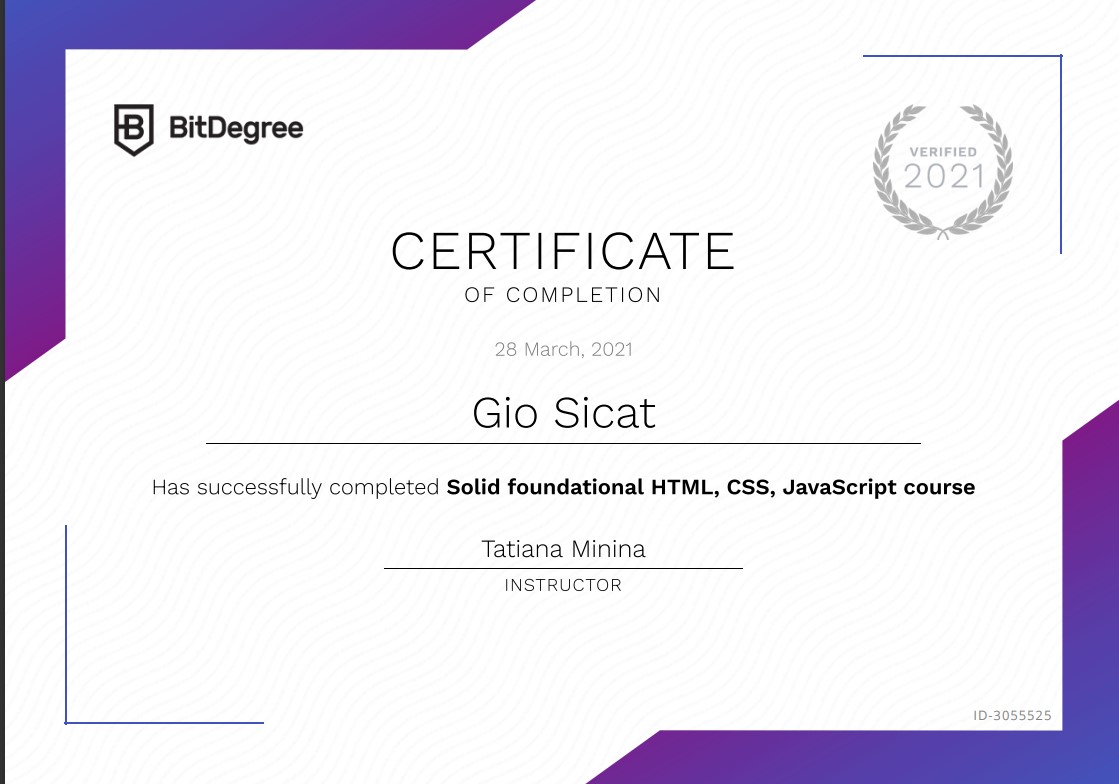 BitDegree
VERIFIED
2021
CERTIFICATE
OF COMPLETION
28 March, 2021
Gio Sicat
Has successfully completed Solid foundational HTML, CSS, JavaScript course
Tatiana Minina
INSTRUCTOR
ID-3055525